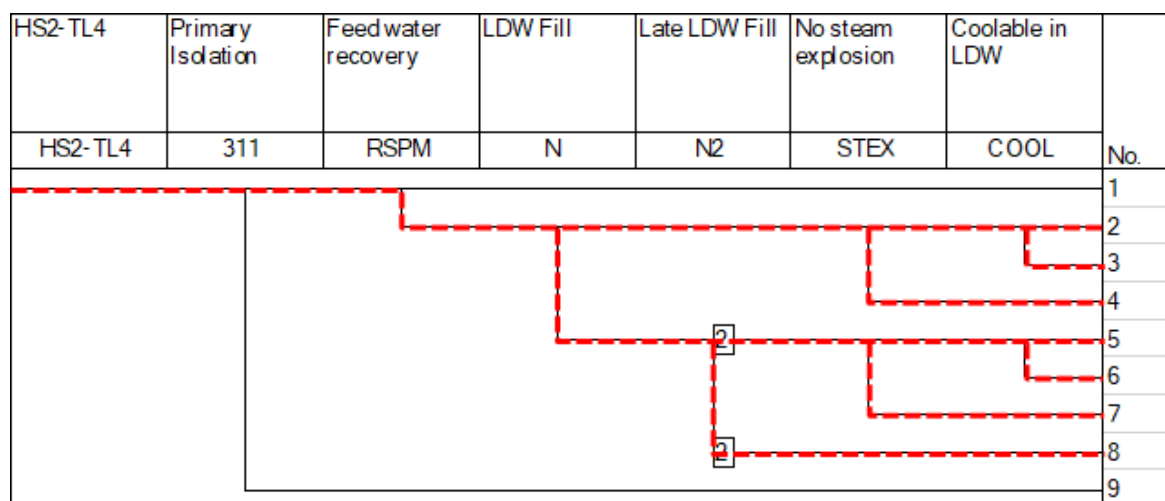 HS2-TL4
Primary
Isolation
Feed water
recovery
LDW Fill
Late LDW Fill
No steam
explosion
Coolable in
LDW
HS2-TL4
311
RSPM
N
N2
STEX
COOL
No.
1
2
3
4
2
5
6
7
2
8
9